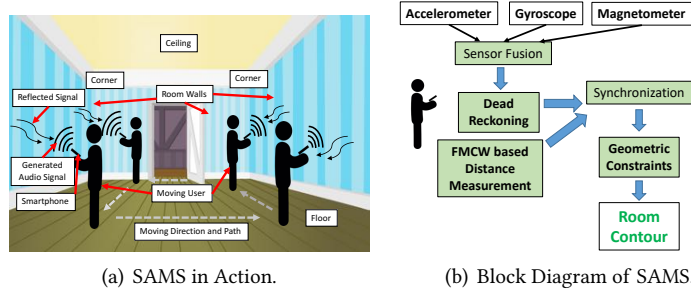 Ceiling
Corner
Corner
Reflected Signal
Room Walls
Generated
Audio Signal
Moving User
Smartphone
Floor
Moving Direction and Path
(a) SAMS in Action.
Accelerometer
Gyroscope
Magnetometer
Sensor Fusion
Dead
Reckoning
Synchronization
FMCW based
Distance
Measurement
Geometric
Constraints
Room
Contour
(b) Block Diagram of SAMS.